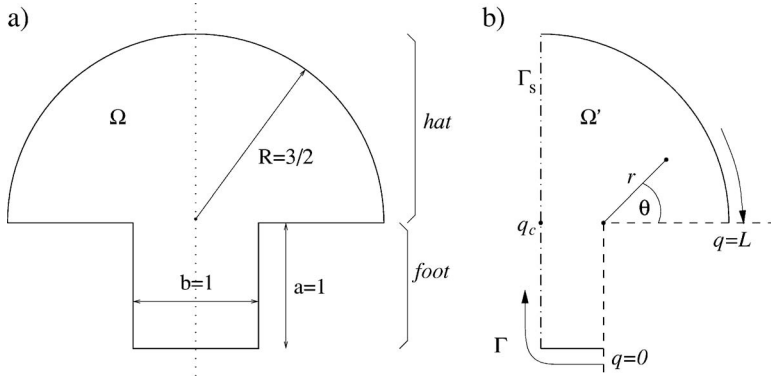 a)
Ω
R=3/2
hat
b=1
a=1
foot
b)
Γs
Ω'
r
θ
qc
q=L
Γ
q=0